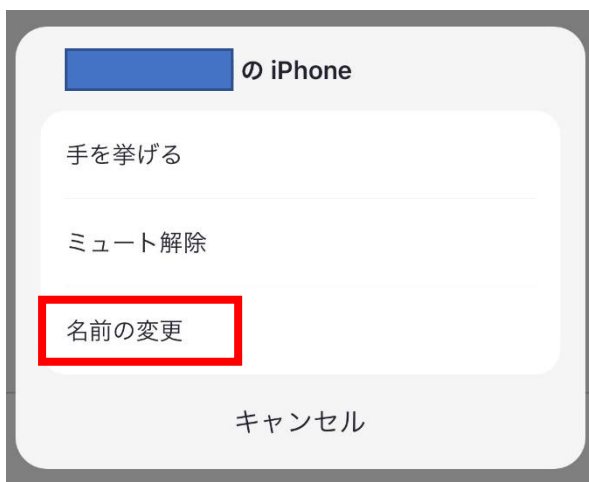 の iPhone
手を挙げる
ミュート解除
名前の変更
キャンセル